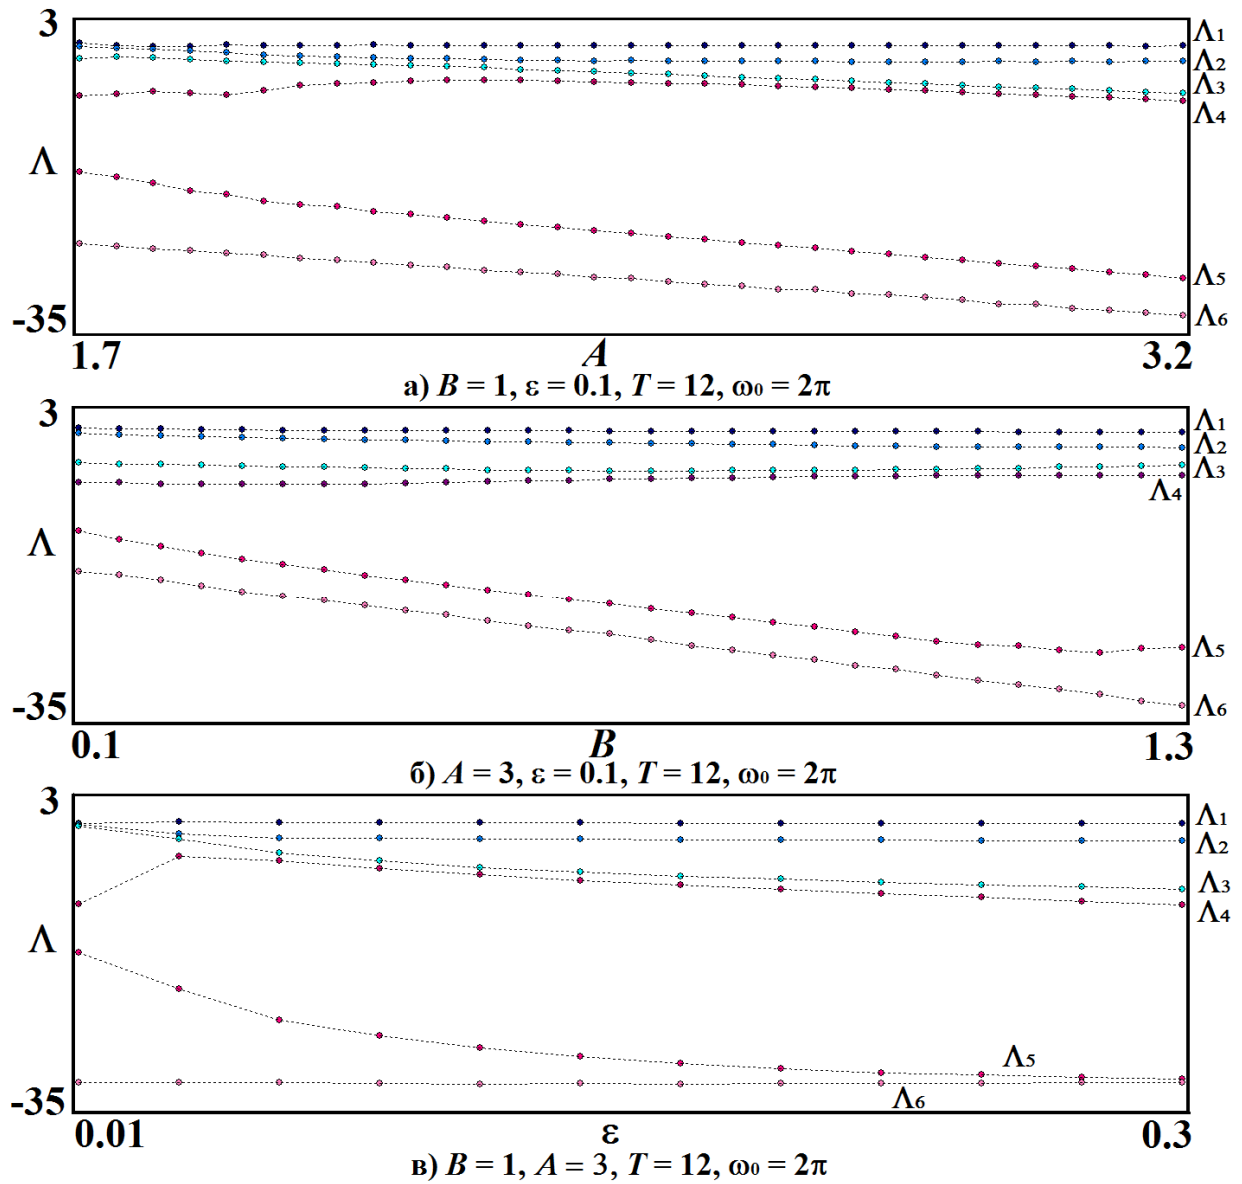 3
Λ1
Λ2
Λ3
Λ4
Λ
Λ5
Λ6
-35
1.7
A
3.2
а) B = 1, ε = 0.1, T = 12, ω₀ = 2π
3
Λ1
Λ2
Λ3
Λ4
Λ
Λ5
Λ6
-35
0.1
B
1.3
б) A = 3, ε = 0.1, T = 12, ω₀ = 2π
3
Λ1
Λ2
Λ3
Λ4
Λ
Λ5
Λ6
-35
0.01
ε
0.3
в) B = 1, A = 3, T = 12, ω₀ = 2π